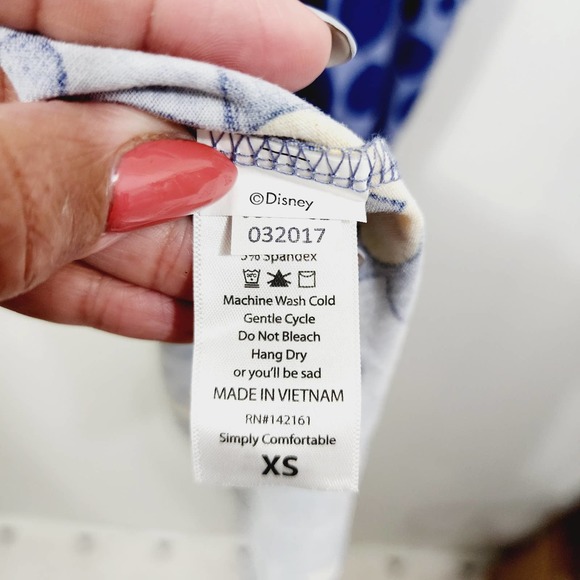 ©Disney
032017
5% Spandex
Machine Wash Cold
Gentle Cycle
Do Not Bleach
Hang Dry
or you'll be sad
MADE IN VIETNAM
RN#142161
Simply Comfortable
XS